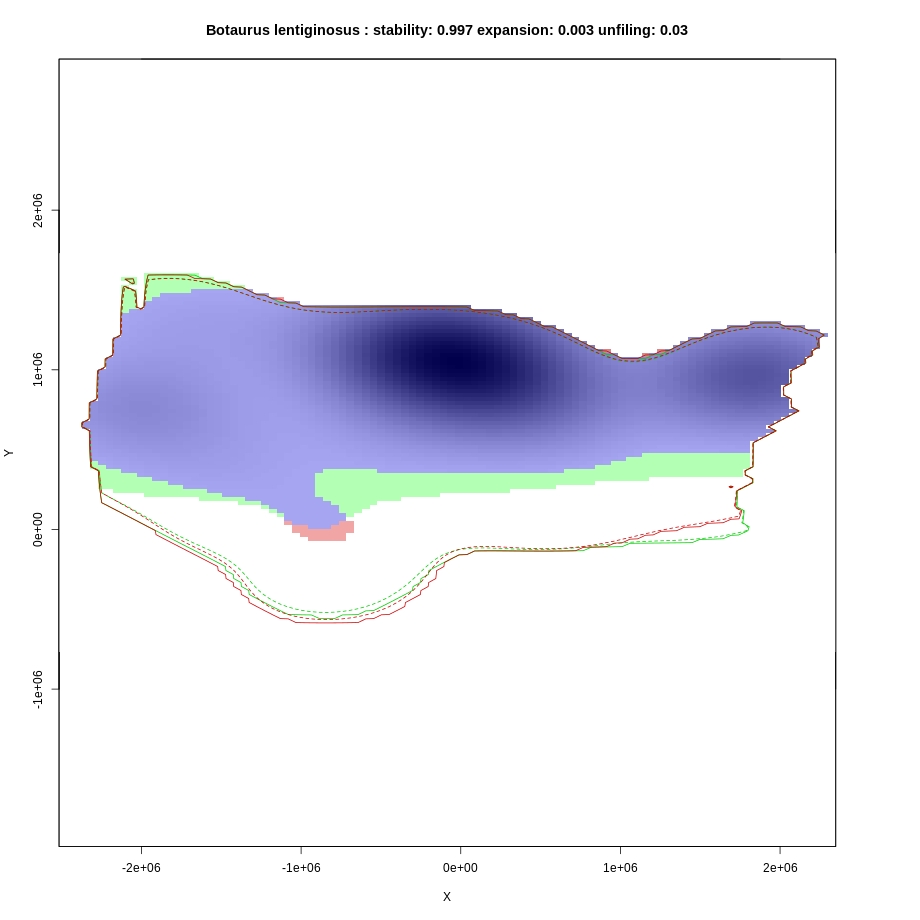 Botaurus lentiginosus : stability: 0.997 expansion: 0.003 unfiling: 0.03
2e+06
1e+06
0e+00
-1e+06
Y
-2e+06 -1e+06 0e+00 1e+06 2e+06
X